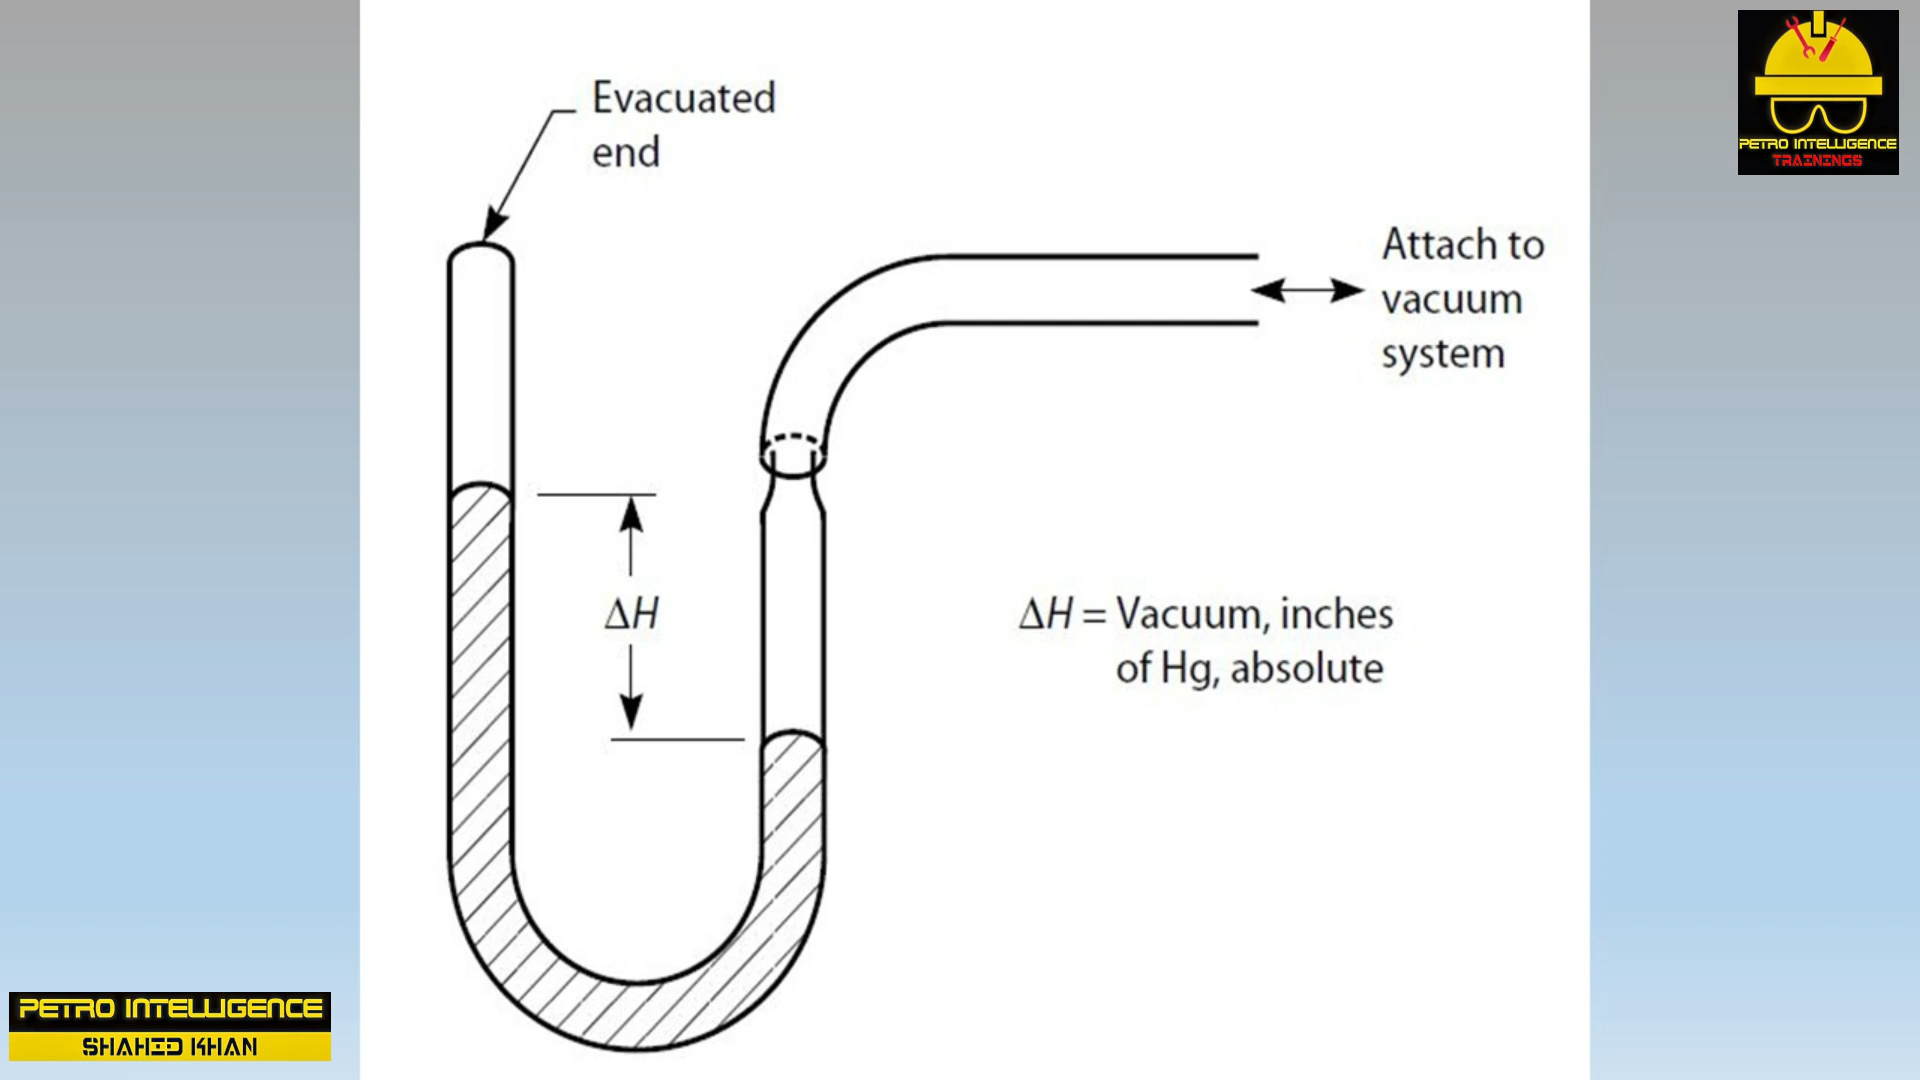 Evacuated
end
PETRO INTELLIGENCE
TRAININGS
Attach to
vacuum
system
ΔH
ΔH = Vacuum, inches
of Hg, absolute
PETRO INTELLIGENCE
SHAHID KHAN